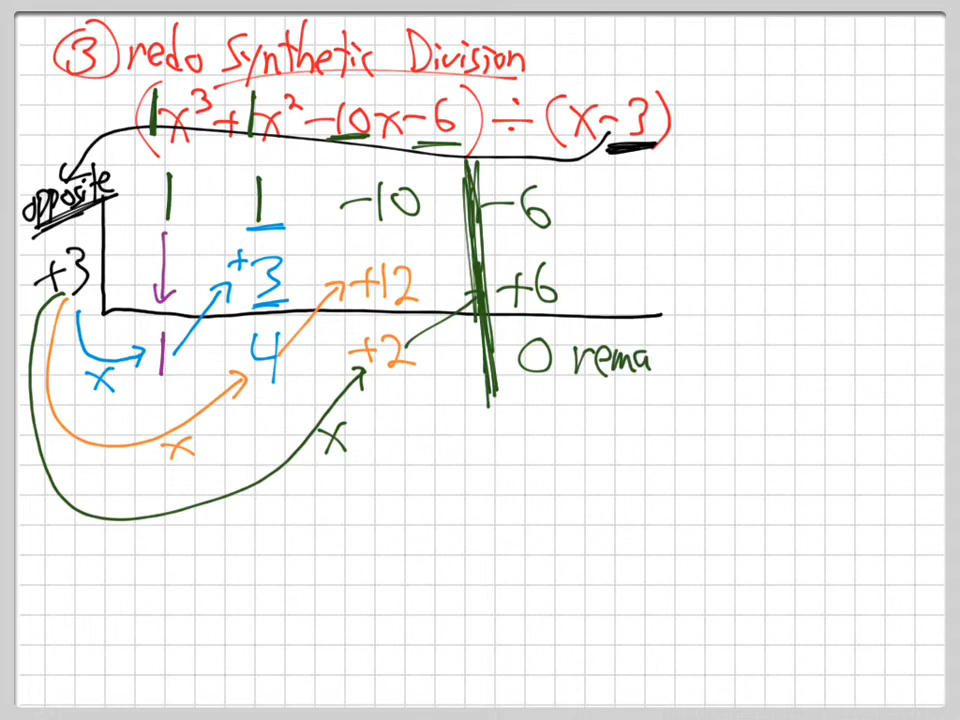 ③ redo Synthetic Division
(1x³+1x²-10x-6) ÷ (x-3)
opposite 1 1 -10 -6
+3 +3 +12 +6
x 1 4 +2 0 rema
x x